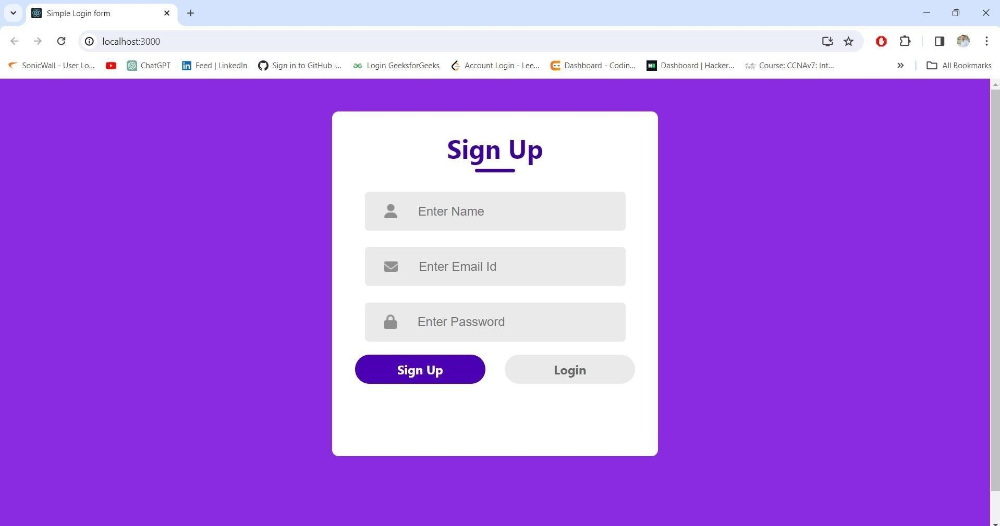 Simple Login form
localhost:3000
SonicWall - User Lo... ChatGPT Feed | LinkedIn Sign in to GitHub ·... Login GeeksforGeeks Account Login - Lee... Dashboard - Codin... Dashboard | Hacker... Course: CCNAv7: Int... All Bookmarks
Sign Up
Enter Name
Enter Email Id
Enter Password
Sign Up Login